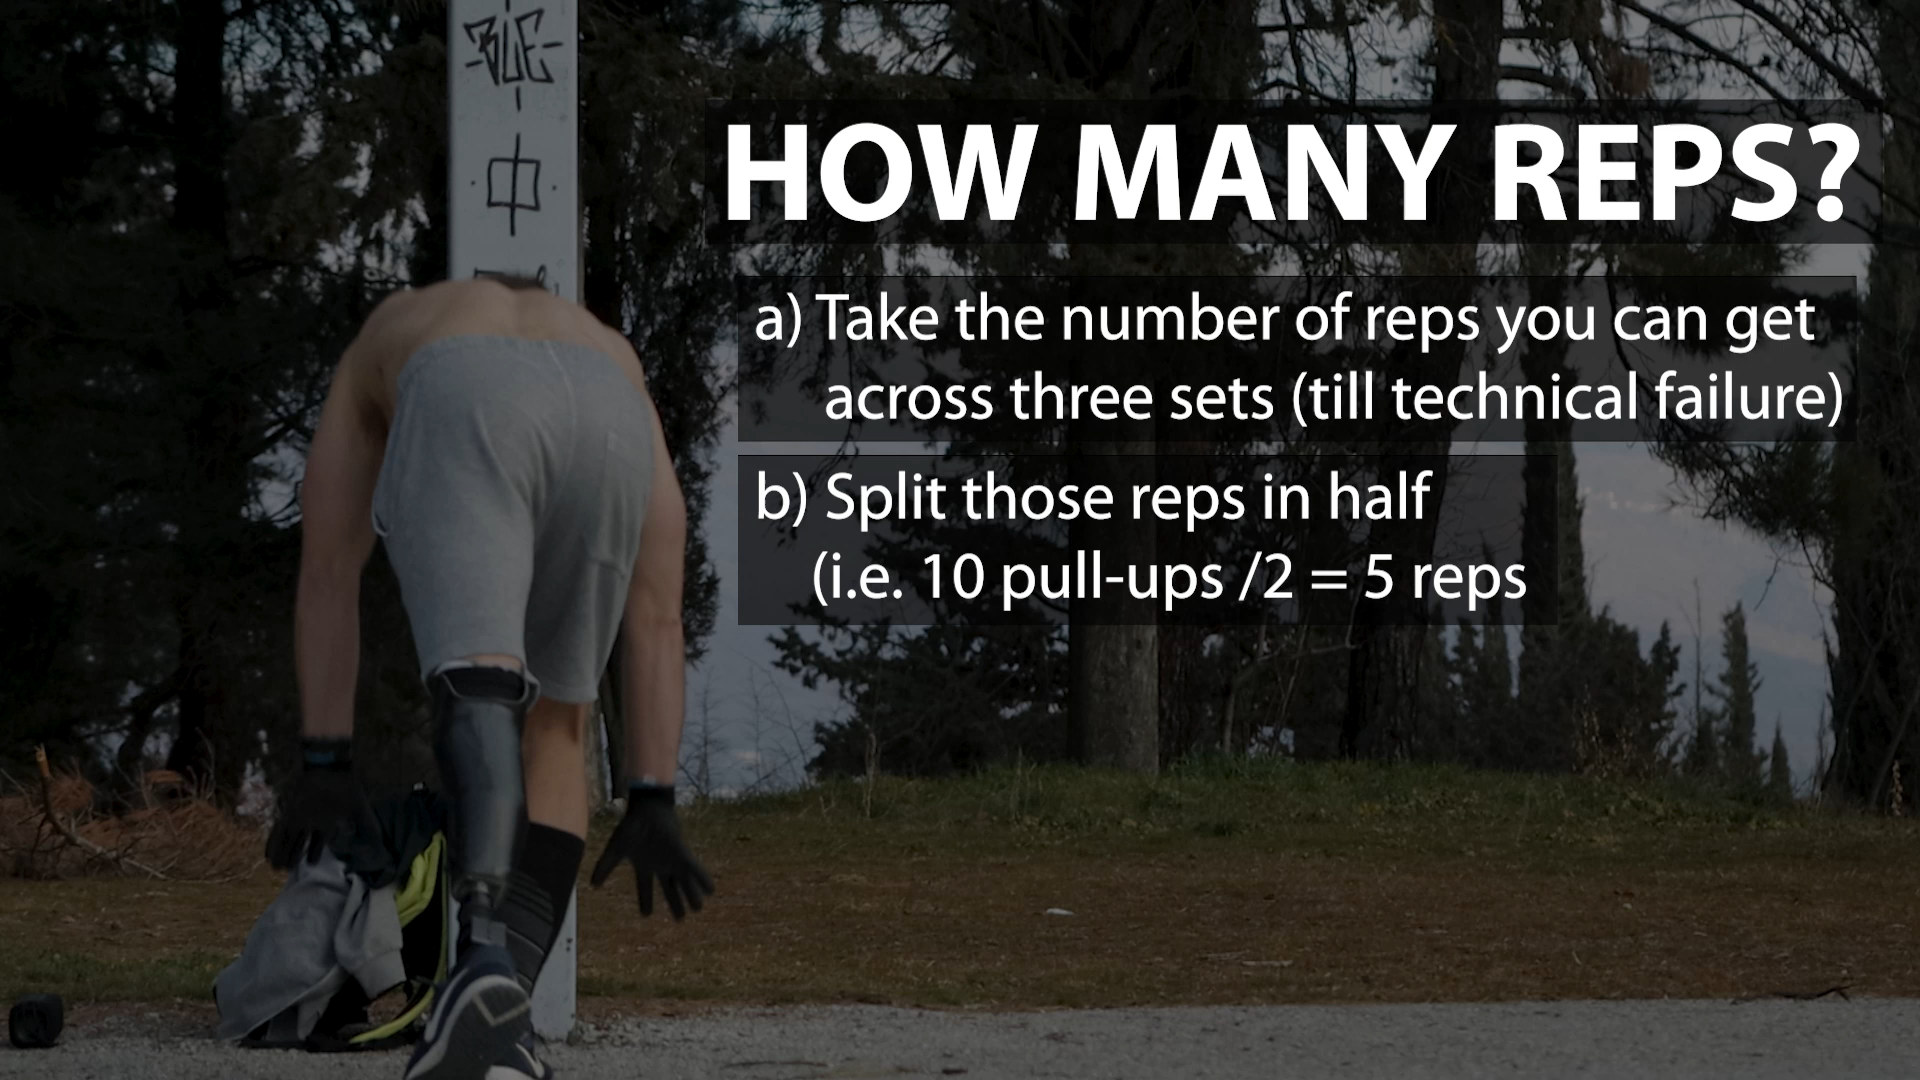 中
HOW MANY REPS?
a) Take the number of reps you can get
across three sets (till technical failure)
b) Split those reps in half
(i.e. 10 pull-ups /2 = 5 reps